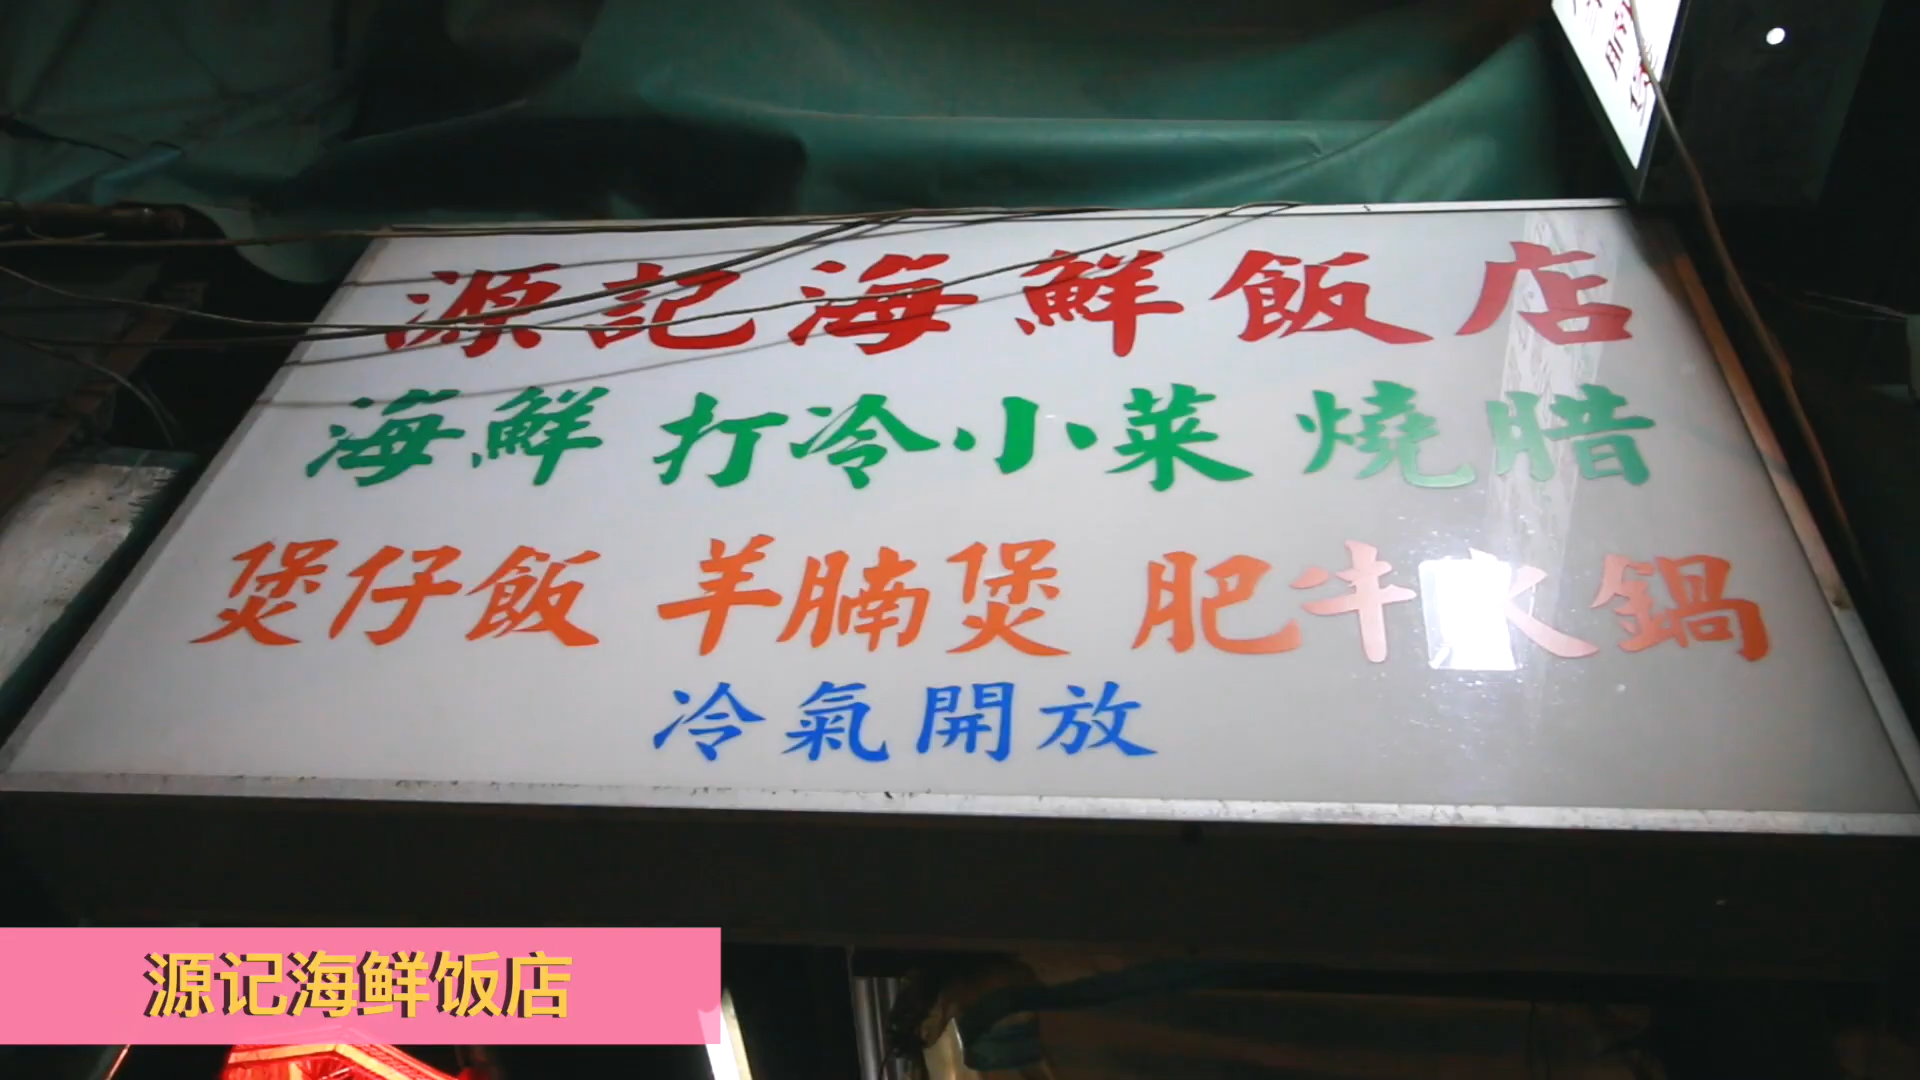 源記海鮮飯店
海鮮 打冷小菜 燒腊
煲仔飯 羊腩煲 肥牛火鍋
冷氣開放
源记海鲜饭店